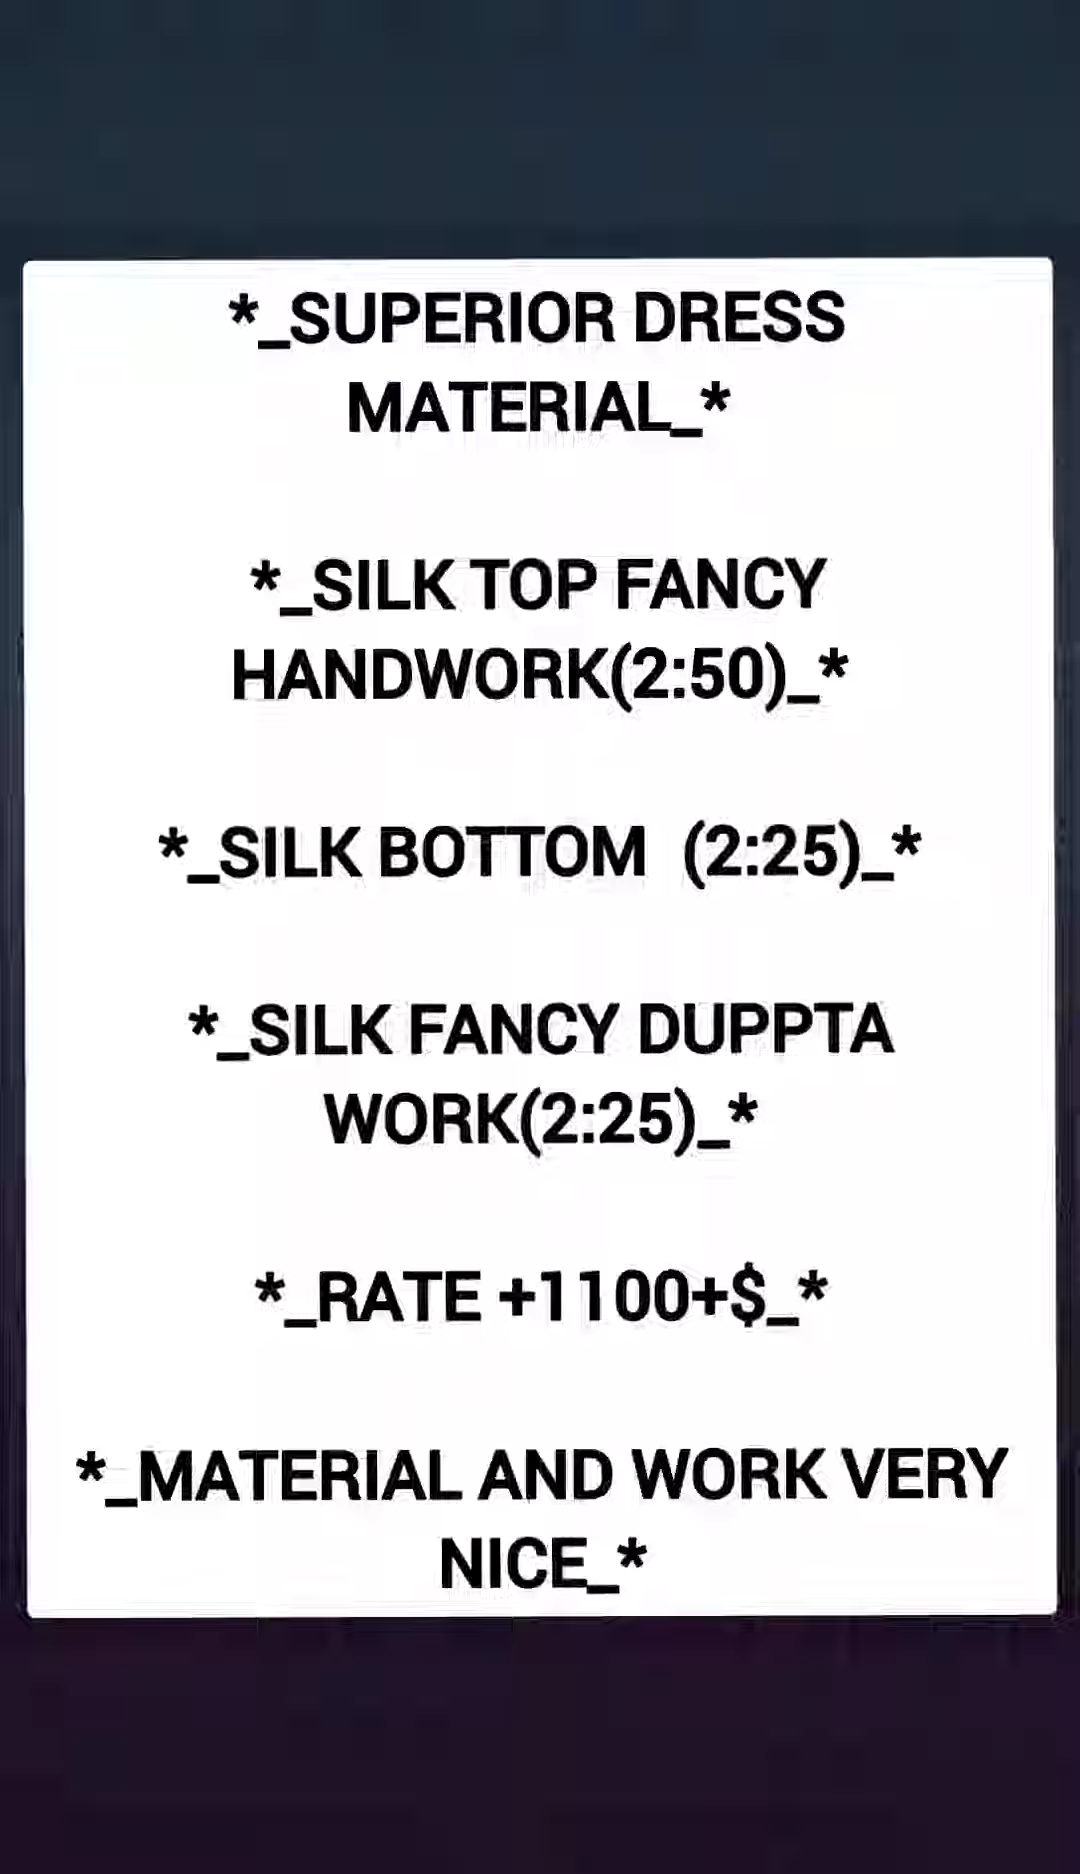 *_SUPERIOR DRESS
MATERIAL_*
*_SILK TOP FANCY
HANDWORK(2:50)_*
*_SILK BOTTOM  (2:25)_*
*_SILK FANCY DUPPTA
WORK(2:25)_*
*_RATE +1100+$_*
*_MATERIAL AND WORK VERY
NICE_*